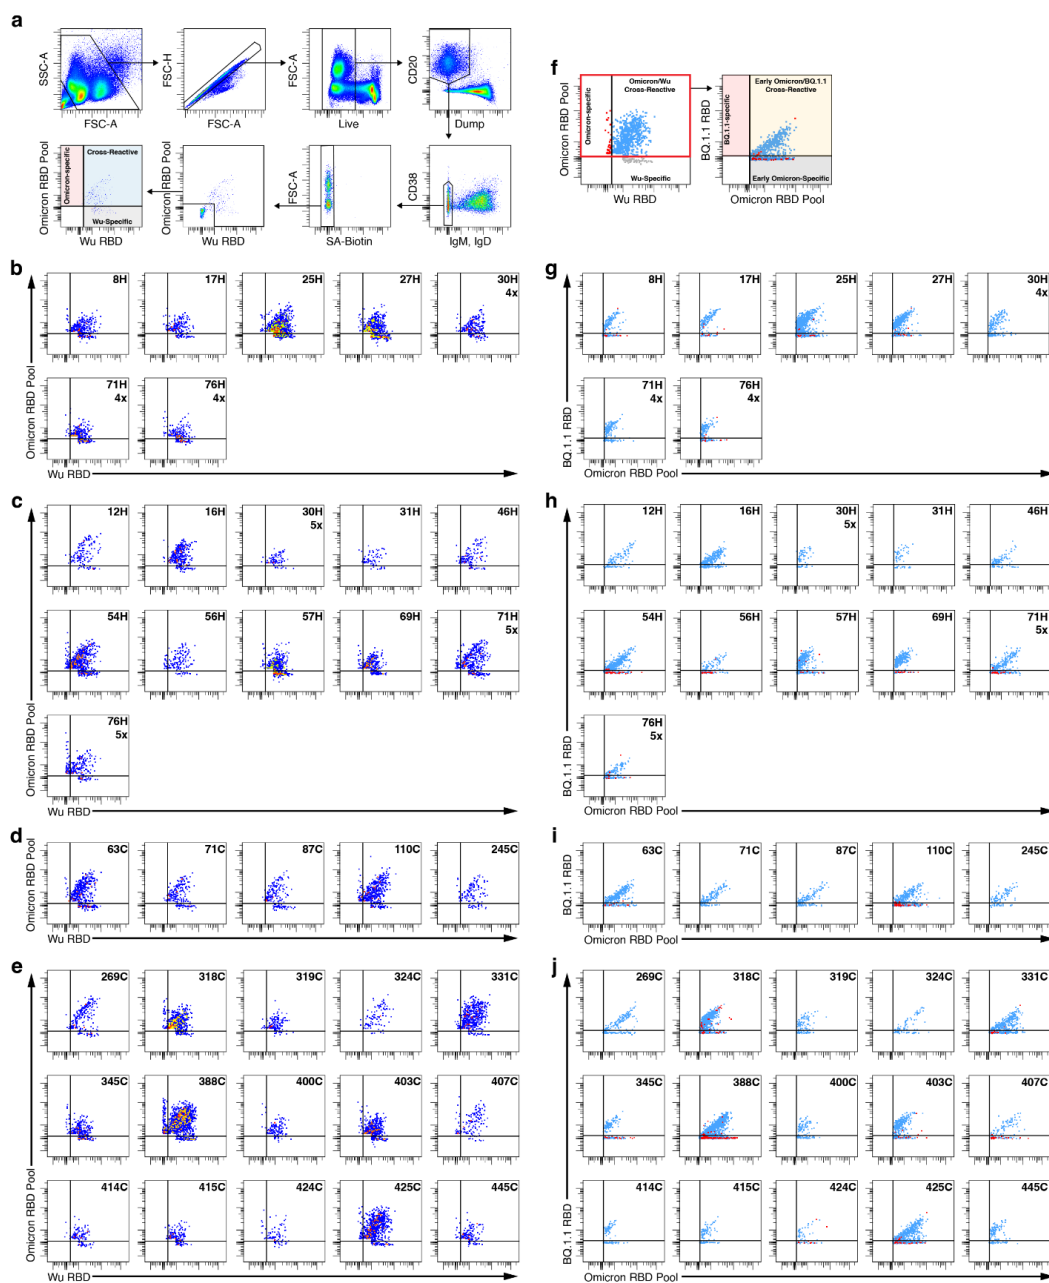 a
SSC-A
FSC-A
FSC-H
FSC-A
FSC-A
Live
CD20
Dump
Omicron RBD Pool
Omicron-specific
Cross-Reactive
Wu-Specific
Wu RBD
Omicron RBD Pool
Wu RBD
FSC-A
SA-Biotin
CD38
IgM, IgD
f
Omicron RBD Pool
Omicron-specific
Omicron/Wu
Cross-Reactive
Wu-Specific
Wu RBD
BQ.1.1 RBD
BQ.1.1-specific
Early Omicron/BQ.1.1
Cross-Reactive
Early Omicron-Specific
Omicron RBD Pool
b
8H
17H
25H
27H
30H
4x
71H
4x
76H
4x
Omicron RBD Pool
Wu RBD
g
8H
17H
25H
27H
30H
4x
71H
4x
76H
4x
BQ.1.1 RBD
Omicron RBD Pool
c
12H
16H
30H
5x
31H
46H
54H
56H
57H
69H
71H
5x
76H
5x
Omicron RBD Pool
Wu RBD
h
12H
16H
30H
5x
31H
46H
54H
56H
57H
69H
71H
5x
76H
5x
BQ.1.1 RBD
Omicron RBD Pool
d
63C
71C
87C
110C
245C
Omicron RBD Pool
Wu RBD
i
63C
71C
87C
110C
245C
BQ.1.1 RBD
Omicron RBD Pool
e
269C
318C
319C
324C
331C
345C
388C
400C
403C
407C
414C
415C
424C
425C
445C
Omicron RBD Pool
Wu RBD
j
269C
318C
319C
324C
331C
345C
388C
400C
403C
407C
414C
415C
424C
425C
445C
BQ.1.1 RBD
Omicron RBD Pool